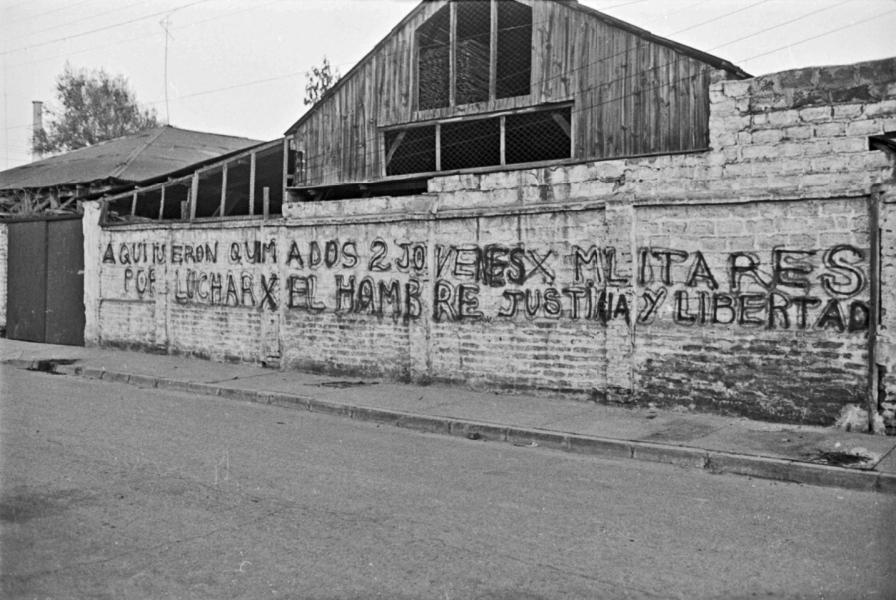 AQUI FUERON QUEMADOS 2 JOVENES X MILITARES
POR LUCHAR X EL HAMBRE JUSTICIA Y LIBERTAD